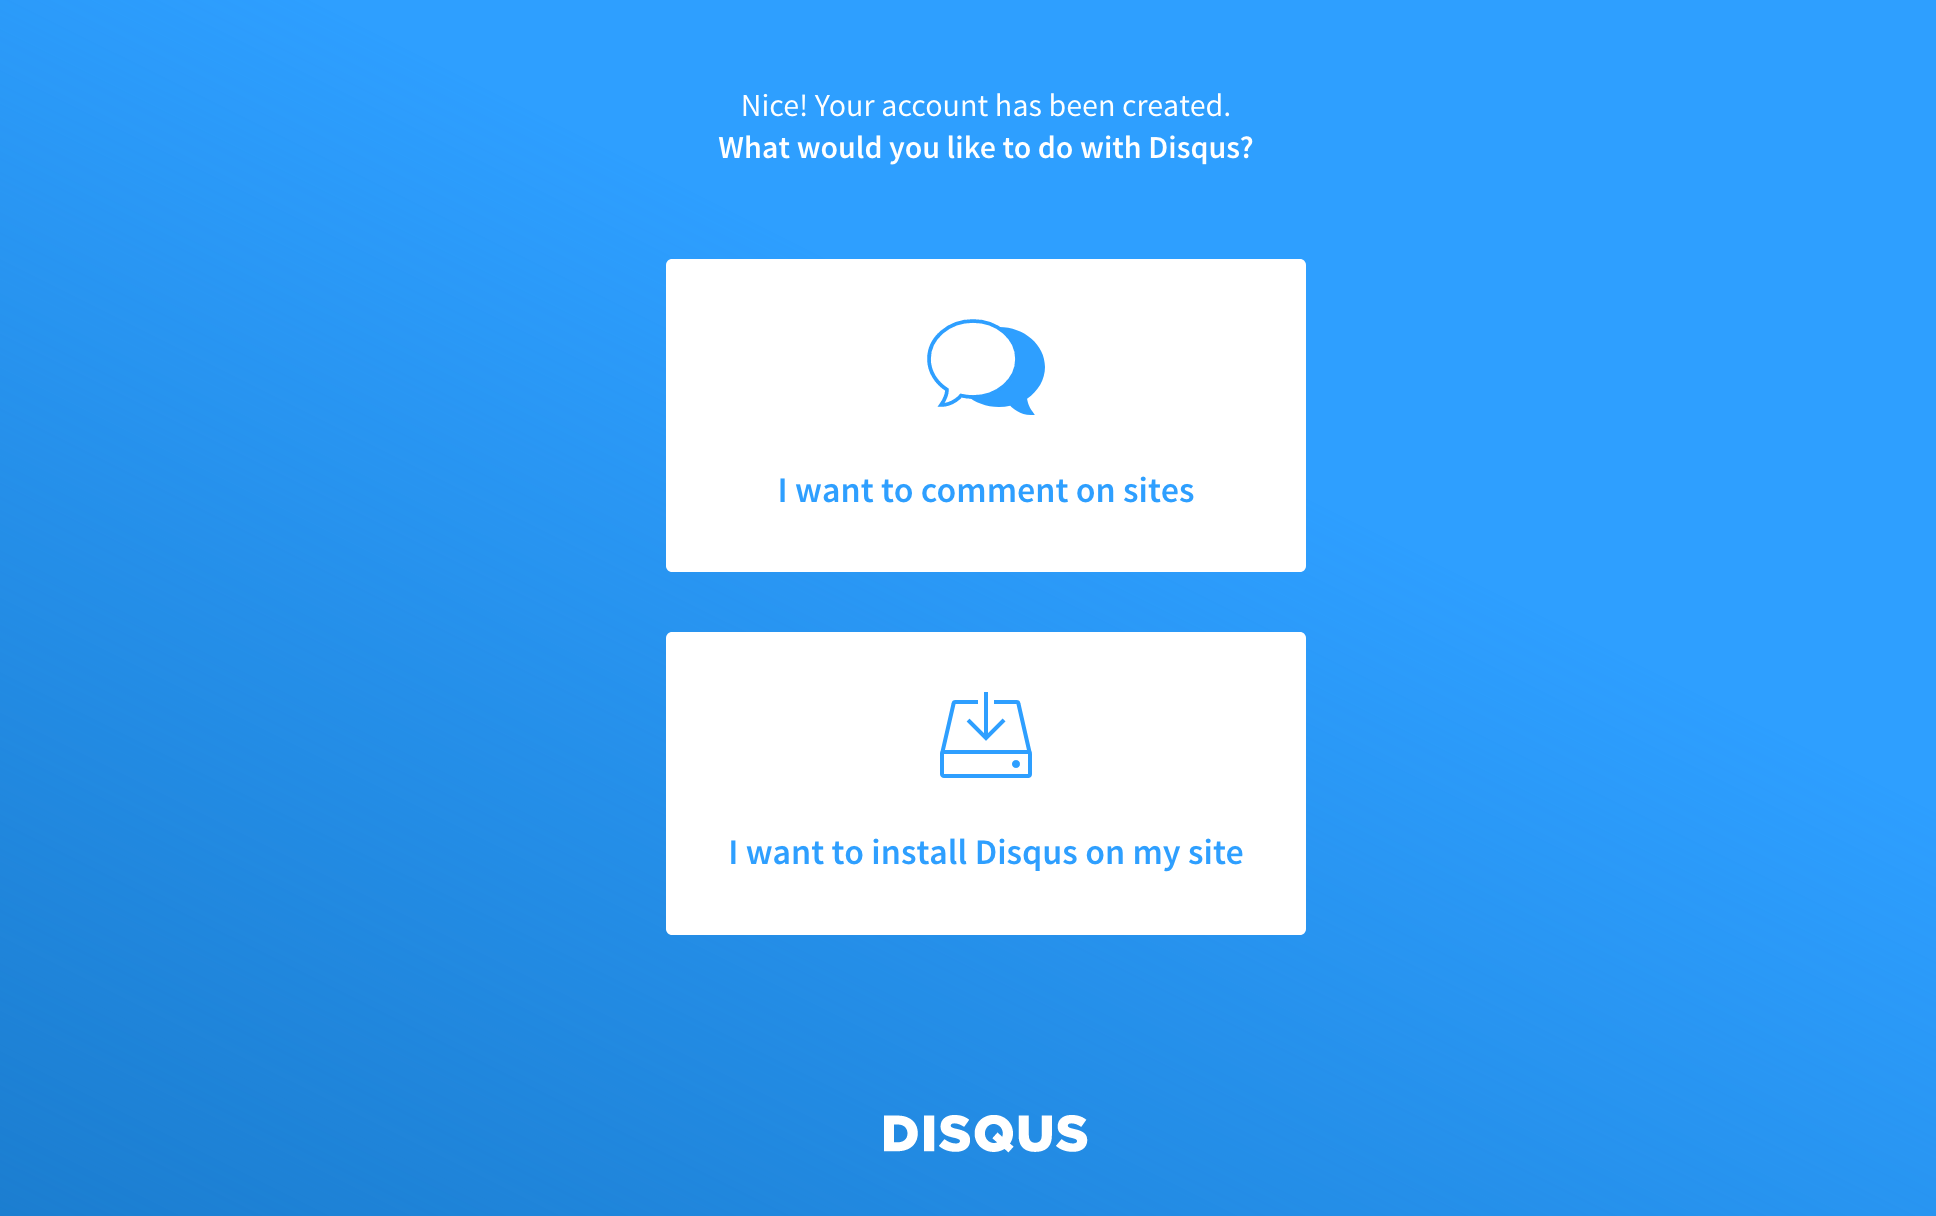 Nice! Your account has been created.
What would you like to do with Disqus?
I want to comment on sites
I want to install Disqus on my site
DISQUS